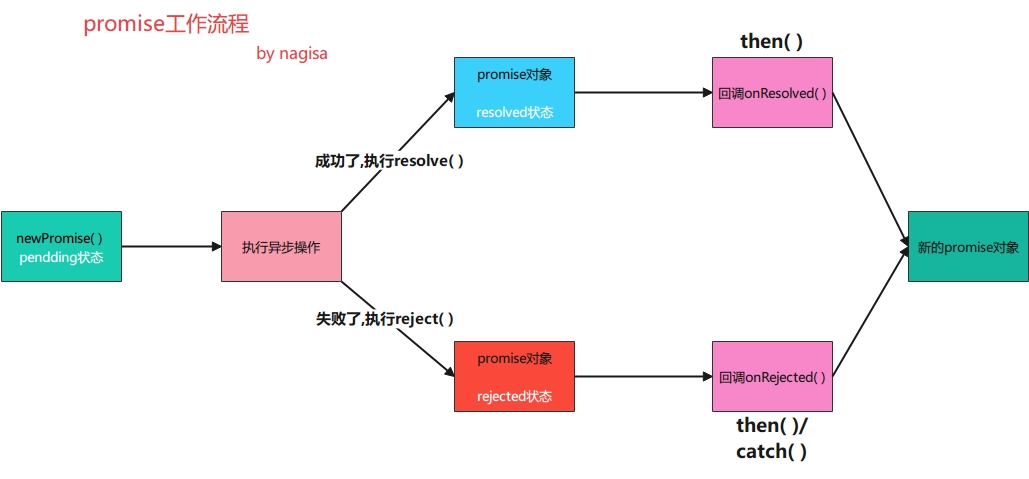 promise工作流程
by nagisa
then( )
promise对象
resolved状态
回调onResolved( )
成功了,执行resolve( )
newPromise( )
pendding状态
执行异步操作
新的promise对象
失败了,执行reject( )
promise对象
rejected状态
回调onRejected( )
then( )/
catch( )